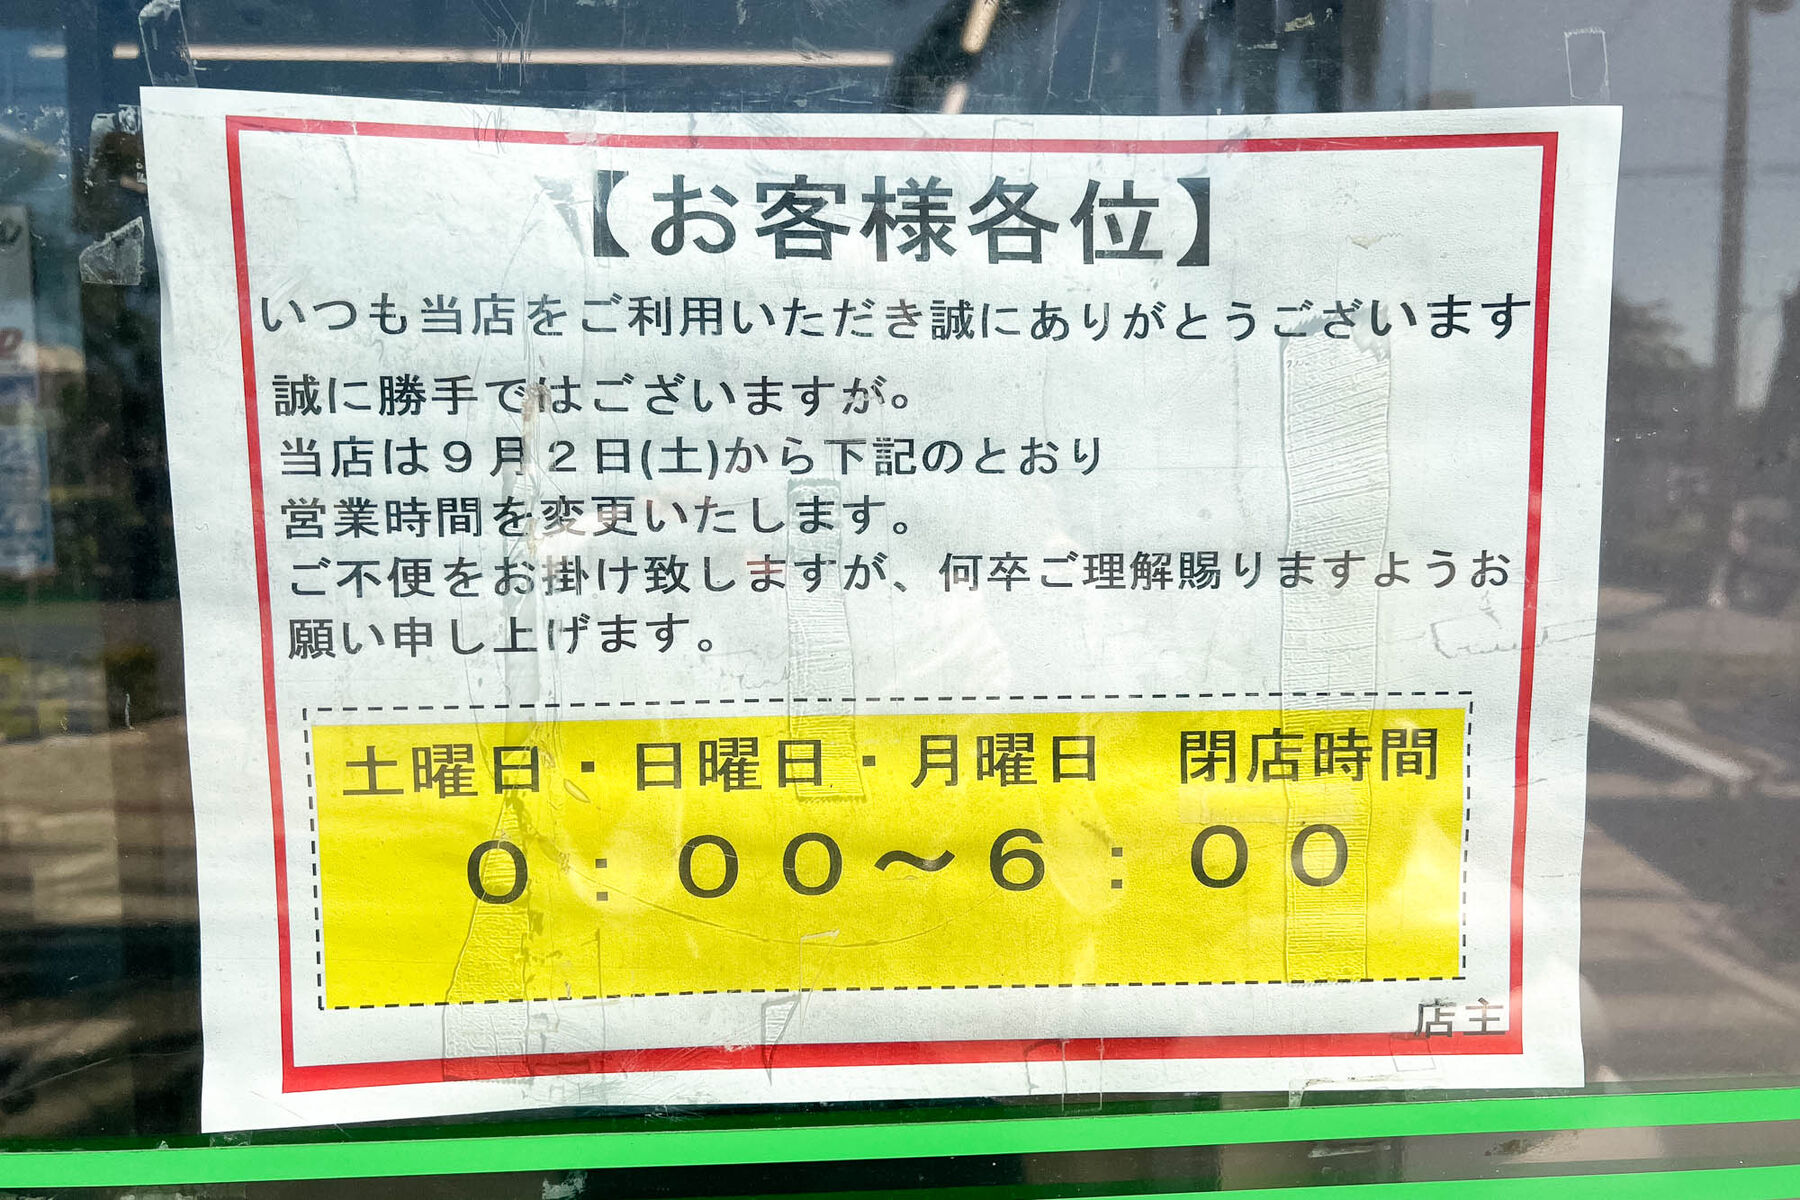 【お客様各位】
いつも当店をご利用いただき誠にありがとうございます
誠に勝手ではございますが。
当店は９月２日(土)から下記のとおり
営業時間を変更いたします。
ご不便をお掛け致しますが、何卒ご理解賜りますようお
願い申し上げます。
土曜日・日曜日・月曜日　閉店時間
０：００～６：００
店主